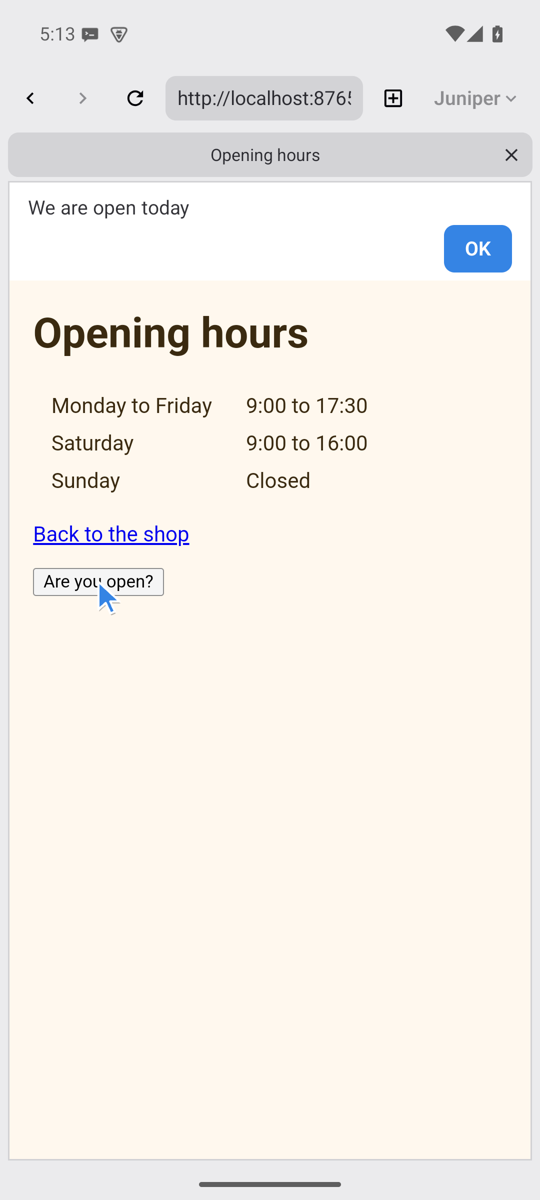 5:13
http://localhost:8765
Juniper
Opening hours
We are open today
OK
Opening hours
Monday to Friday 9:00 to 17:30
Saturday 9:00 to 16:00
Sunday Closed
Back to the shop
Are you open?